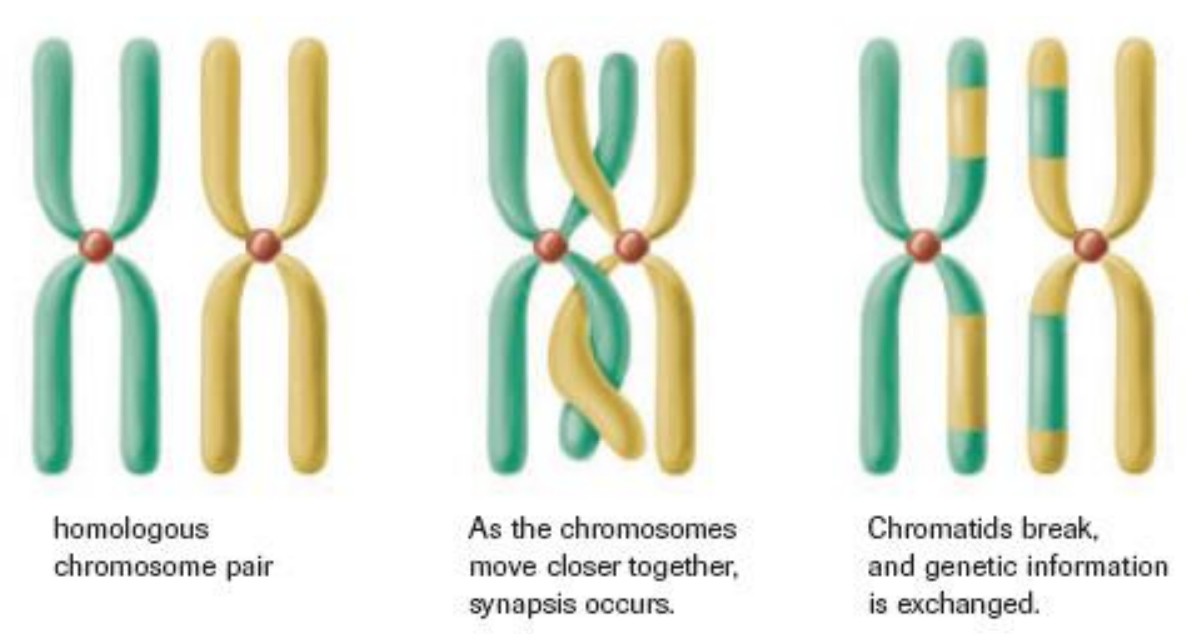 homologous
chromosome pair
As the chromosomes
move closer together,
synapsis occurs.
Chromatids break,
and genetic information
is exchanged.